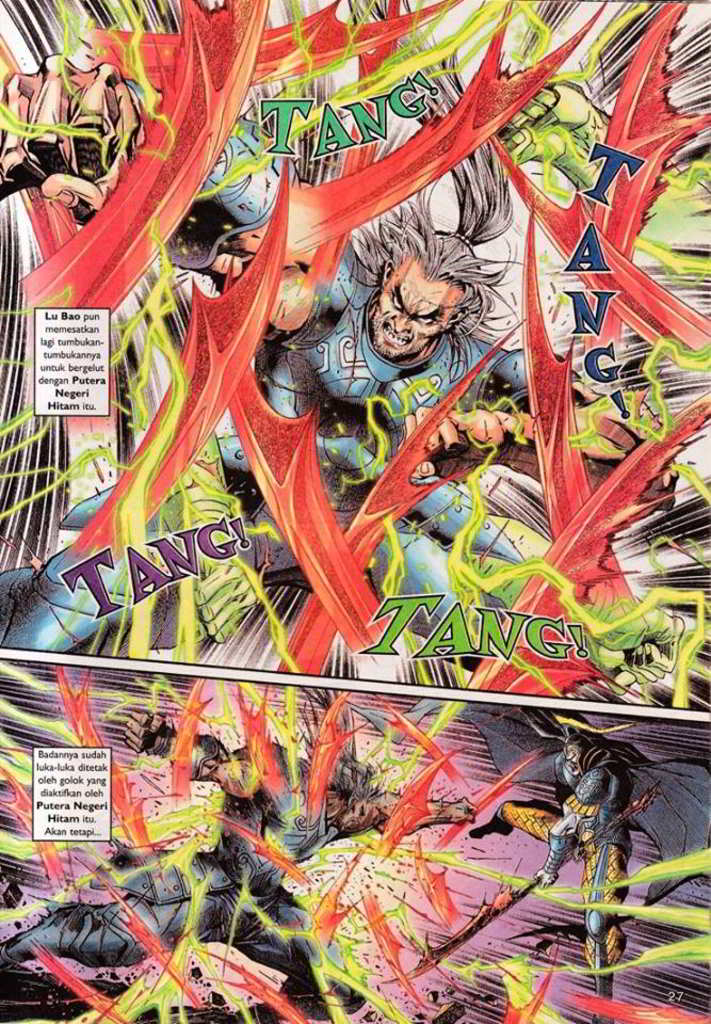 TANG!
TANG!
Lu Bao pun
memesatkan
lagi tumbukan-
tumbukannya
untuk bergelut
dengan Putera
Negeri
Hitam itu.
TANG!
TANG!
Badannya sudah
luka-luka ditetak
oleh golok yang
diaktifkan oleh
Putera Negeri
Hitam itu.
Akan tetapi...
27